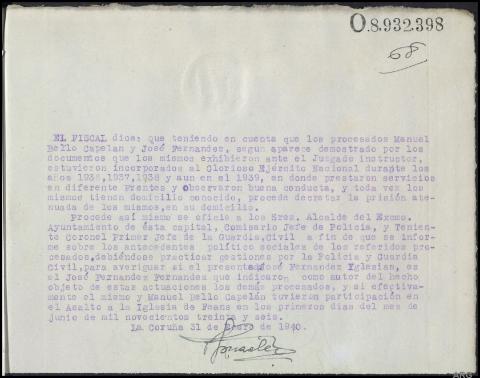 O.8.932.398
68
EL FISCAL dice: que teniendo en cuenta que los procesados Manuel
Bello Capelan y José Fernandez, segun aparece demostrado por los
documentos que los mismos exhibieron ante el Juzgado instructor,
estuvieron incorporados al Glorioso Ejército Nacional durante los
años 1936,1937,1938 y aun en el 1939, en donde prestaron servicios
en diferente Frentes y observaron buena conducta, y toda vez los
mismos tienen domicilio conocido, procede decratar la prisión ate-
nuada de los mismos,en su domicilio.
Procede asi mismo se oficie a los Sres. Alcalde del Excmo.
Ayuntamiento de ésta capital, Comisario Jefe de Policia, y Tenien-
te Coronel Primer Jefe de la Guardia,Civil a fin de que se infor-
me sobre los antecedentes politico sociales de los referidos pro-
cesados,debiéndose practicar gestiones por la Policia y Guardia
Civil,para averiguar si el presentado José Fernandez Iglesias, es
el José Fernandez Fernandez que indicaron como autor del hecho
objeto de estas actuaciones los demás procesados, y si efectiva-
mente el mismo y Manuel Bello Capelán tuvieron participación en
el Asalto a la Iglesia de Feans en los primeros dias del mes de
junio de mil novecientos treinta y seis.
La Coruña 31 de Enero de 1940.
ARG